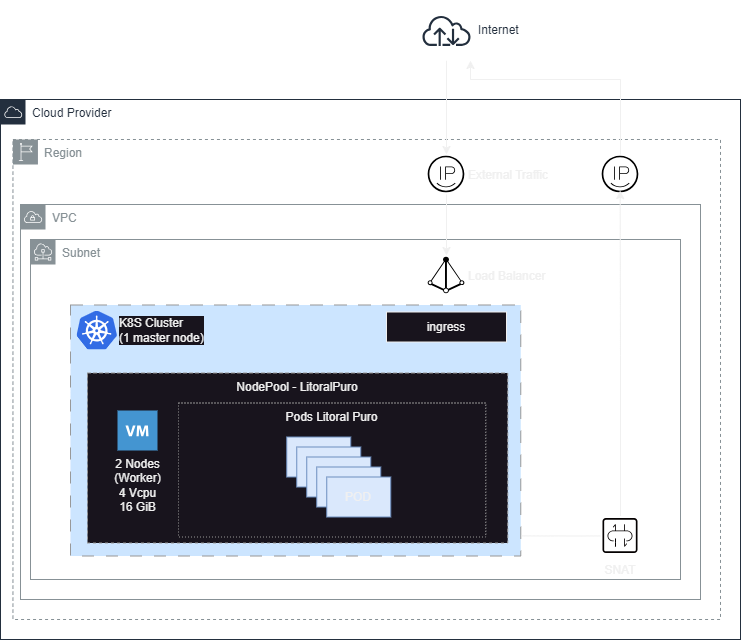 Internet
Cloud Provider
Region
IP
External Traffic
IP
VPC
Subnet
Load Balancer
K8S Cluster
(1 master node)
ingress
NodePool - LitoralPuro
Pods Litoral Puro
VM
2 Nodes
(Worker)
4 Vcpu
16 GiB
POD
SNAT